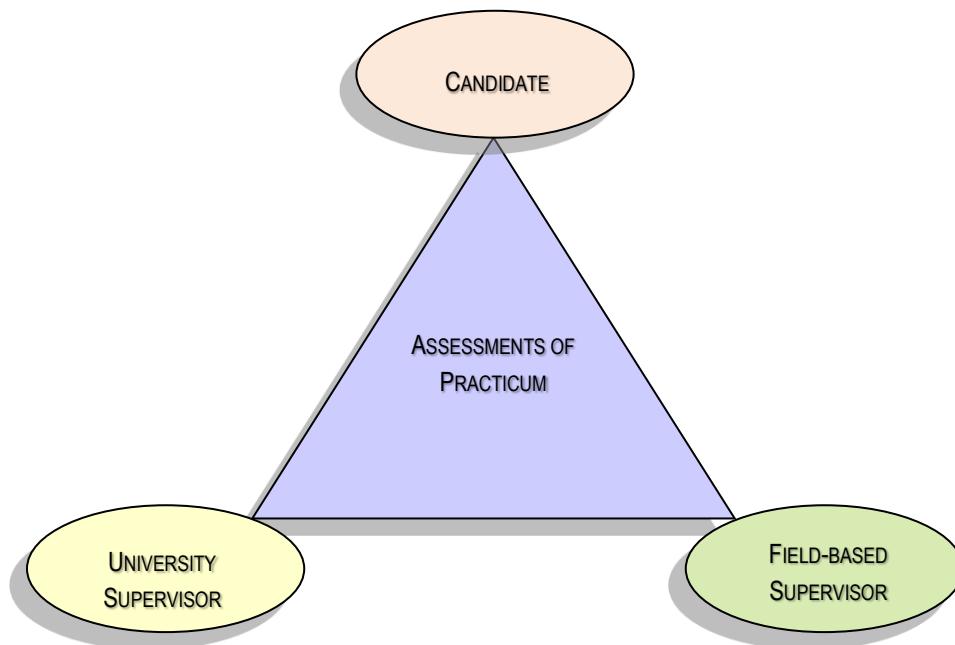 CANDIDATE
ASSESSMENTS OF
PRACTICUM
UNIVERSITY
SUPERVISOR
FIELD-BASED
SUPERVISOR